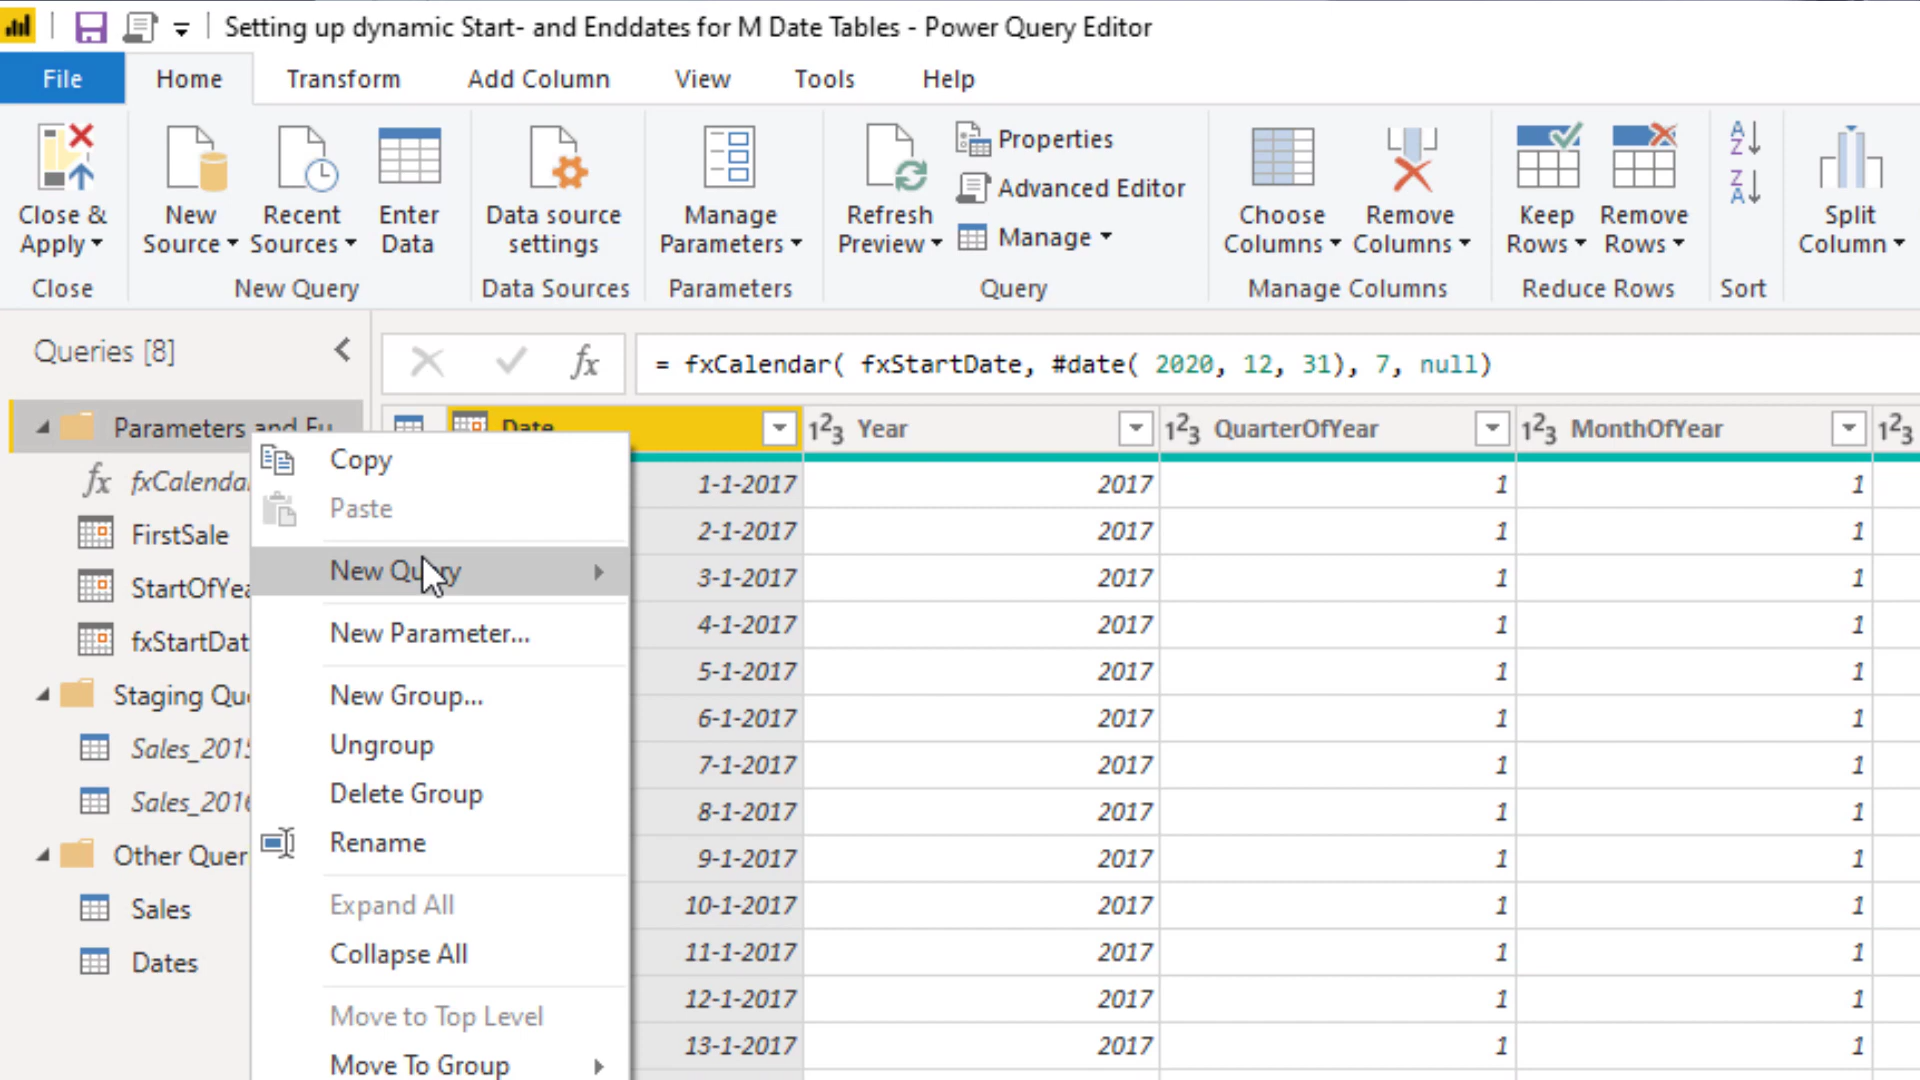 Setting up dynamic Start- and Enddates for M Date Tables - Power Query Editor
File Home Transform Add Column View Tools Help
Close & Apply
New Source
Recent Sources
Enter Data
Data source settings
Manage Parameters
Refresh Preview
Properties
Advanced Editor
Manage
Choose Columns
Remove Columns
Keep Rows
Remove Rows
A Z
Z A
Split Column
Close New Query Data Sources Parameters Query Manage Columns Reduce Rows Sort
Queries [8]
fx = fxCalendar( fxStartDate, #date( 2020, 12, 31), 7, null)
Parameters and Fu
fx fxCalendar
FirstSale
StartOfYea
fxStartDat
Staging Qu
Sales_2015
Sales_2016
Other Quer
Sales
Dates
Copy
Paste
New Query
New Parameter...
New Group...
Ungroup
Delete Group
Rename
Expand All
Collapse All
Move to Top Level
Move To Group
Date 123 Year 123 QuarterOfYear 123 MonthOfYear 123
1-1-2017 2017 1 1
2-1-2017 2017 1 1
3-1-2017 2017 1 1
4-1-2017 2017 1 1
5-1-2017 2017 1 1
6-1-2017 2017 1 1
7-1-2017 2017 1 1
8-1-2017 2017 1 1
9-1-2017 2017 1 1
10-1-2017 2017 1 1
11-1-2017 2017 1 1
12-1-2017 2017 1 1
13-1-2017 2017 1 1